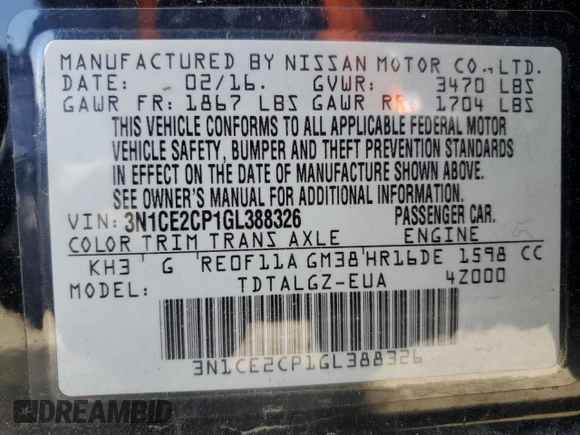 MANUFACTURED BY NISSAN MOTOR CO., LTD.
DATE: 02/16. GVWR: 3470 LBS
GAWR FR: 1867 LBS GAWR RR: 1704 LBS
THIS VEHICLE CONFORMS TO ALL APPLICABLE FEDERAL MOTOR
VEHICLE SAFETY, BUMPER AND THEFT PREVENTION STANDARDS
IN EFFECT ON THE DATE OF MANUFACTURE SHOWN ABOVE.
SEE OWNER'S MANUAL FOR ADDITIONAL INFORMATION.
VIN: 3N1CE2CP1GL388326 PASSENGER CAR.
COLOR TRIM TRANS AXLE ENGINE
KH3 G RE0F11A GM38 HR16DE 1598 CC
MODEL: TDTALGZ-EUA 4Z000
3N1CE2CP1GL388326
DREAMBID